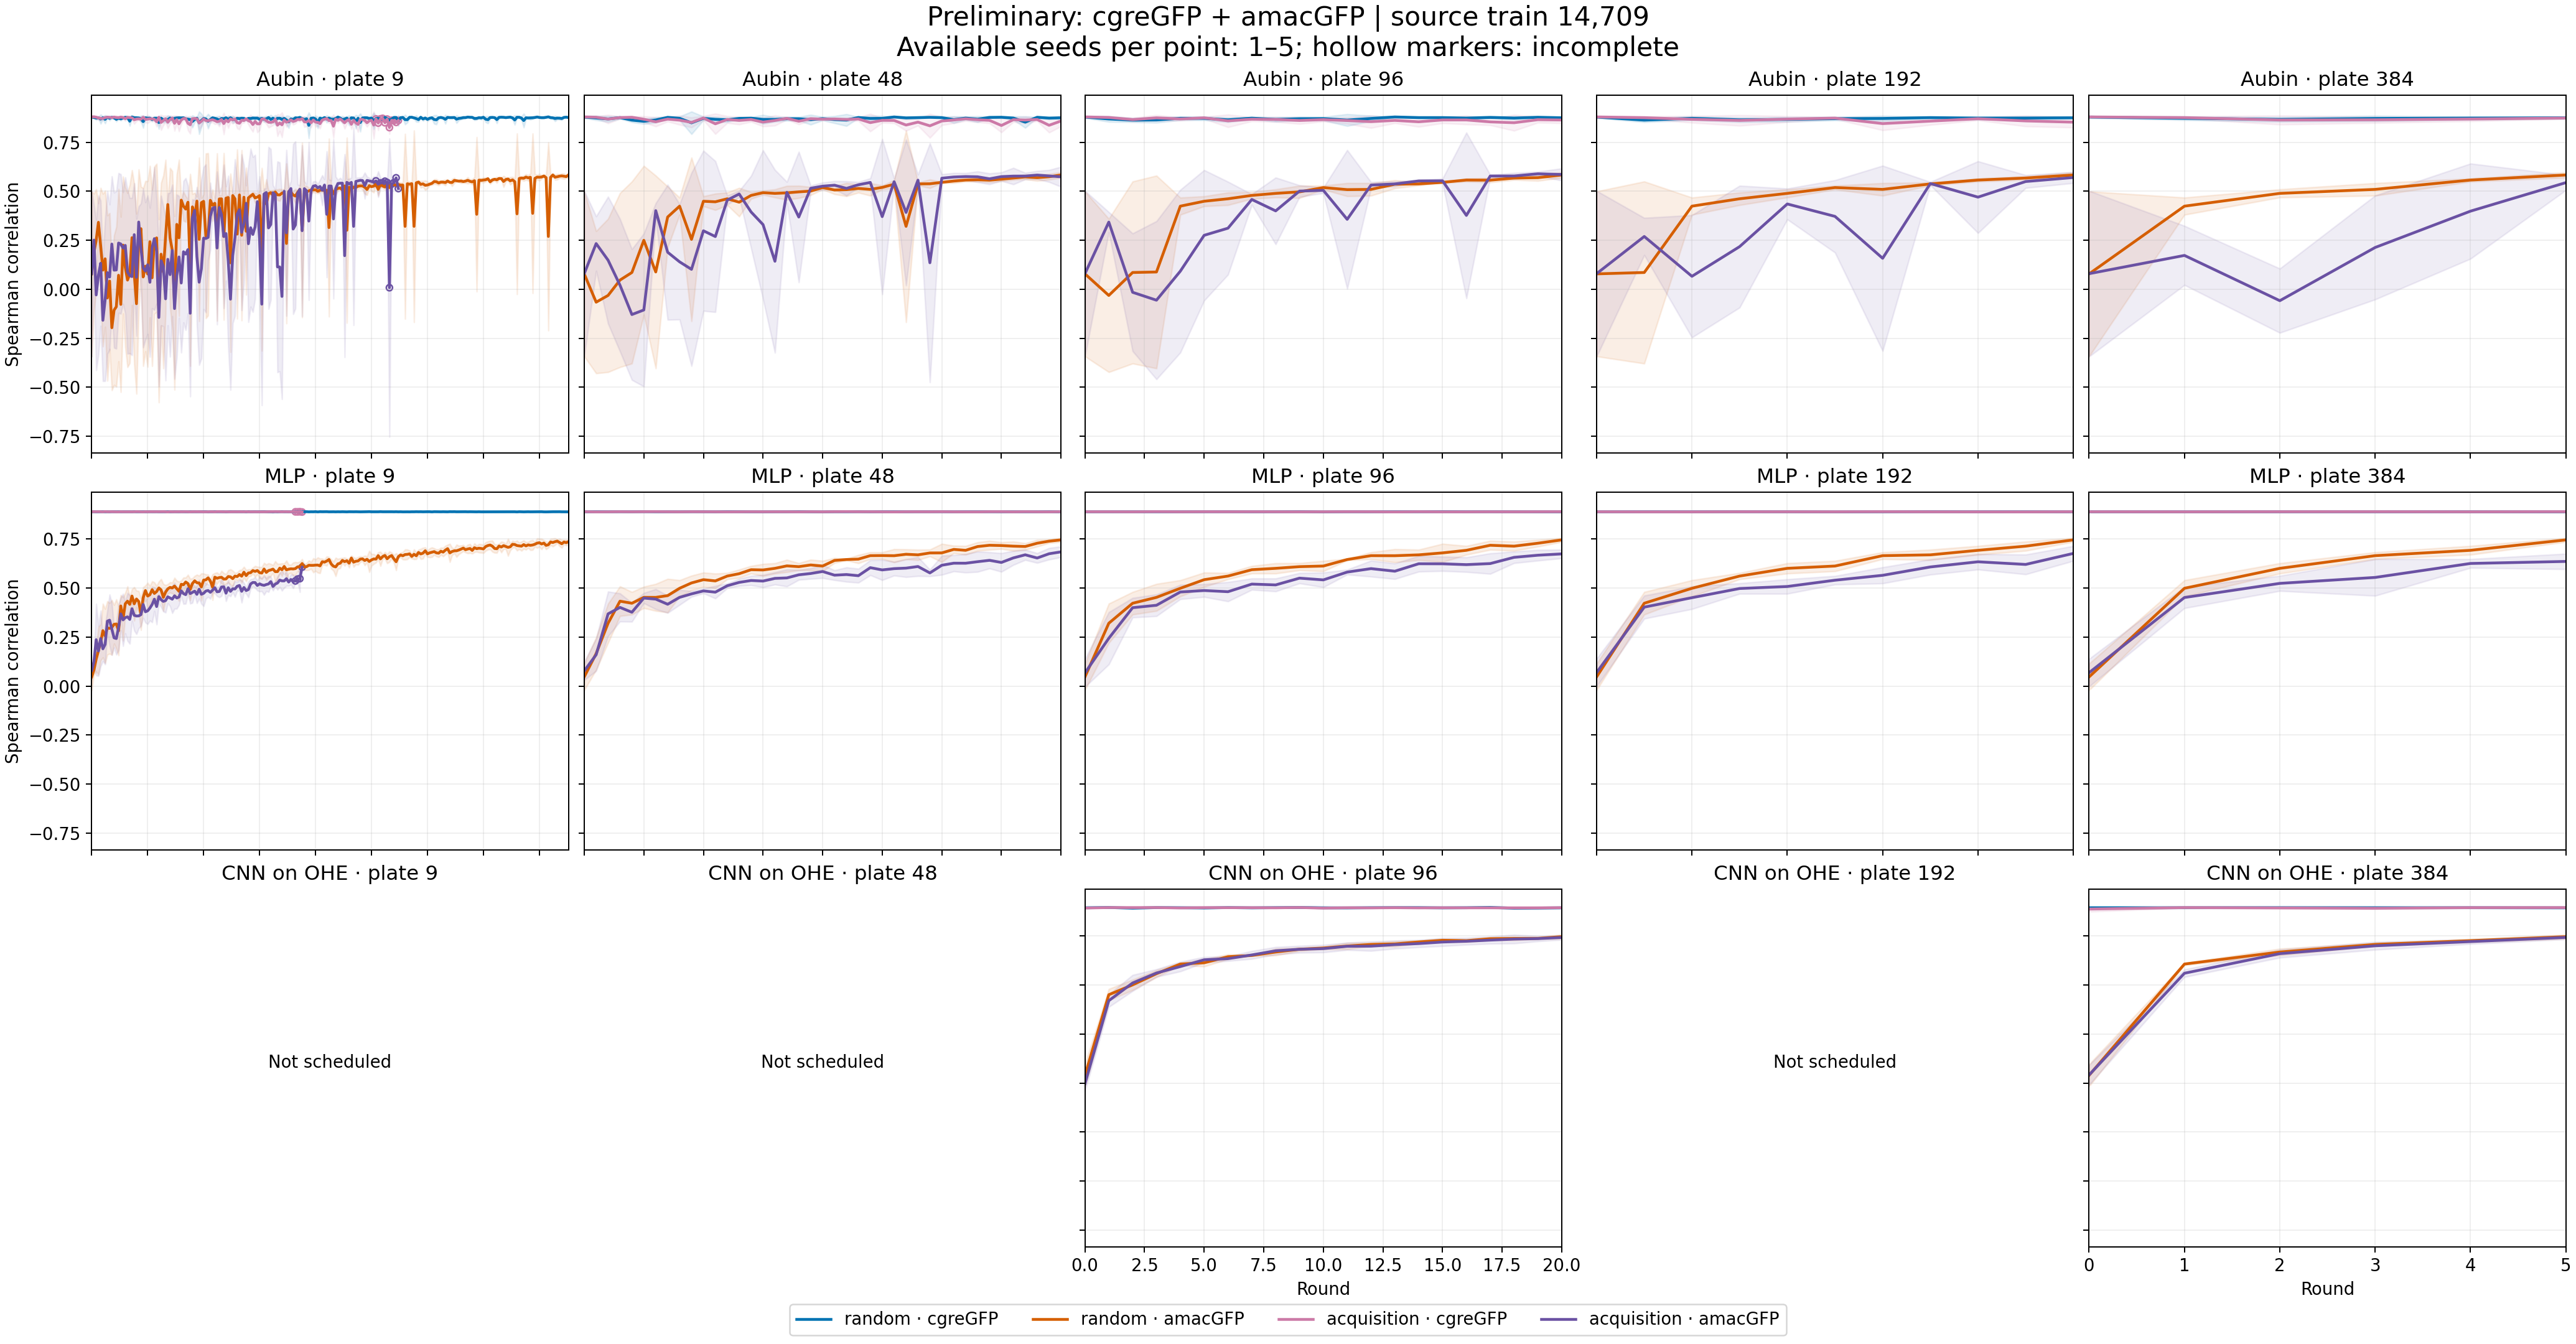 Preliminary: cgreGFP + amacGFP | source train 14,709
Available seeds per point: 1–5; hollow markers: incomplete
Aubin · plate 9
Aubin · plate 48
Aubin · plate 96
Aubin · plate 192
Aubin · plate 384
Spearman correlation
0.75
0.50
0.25
0.00
−0.25
−0.50
−0.75
MLP · plate 9
MLP · plate 48
MLP · plate 96
MLP · plate 192
MLP · plate 384
Spearman correlation
0.75
0.50
0.25
0.00
−0.25
−0.50
−0.75
CNN on OHE · plate 9
CNN on OHE · plate 48
CNN on OHE · plate 96
CNN on OHE · plate 192
CNN on OHE · plate 384
Not scheduled
Not scheduled
Not scheduled
0.0 2.5 5.0 7.5 10.0 12.5 15.0 17.5 20.0
Round
0 1 2 3 4 5
Round
random · cgreGFP
random · amacGFP
acquisition · cgreGFP
acquisition · amacGFP